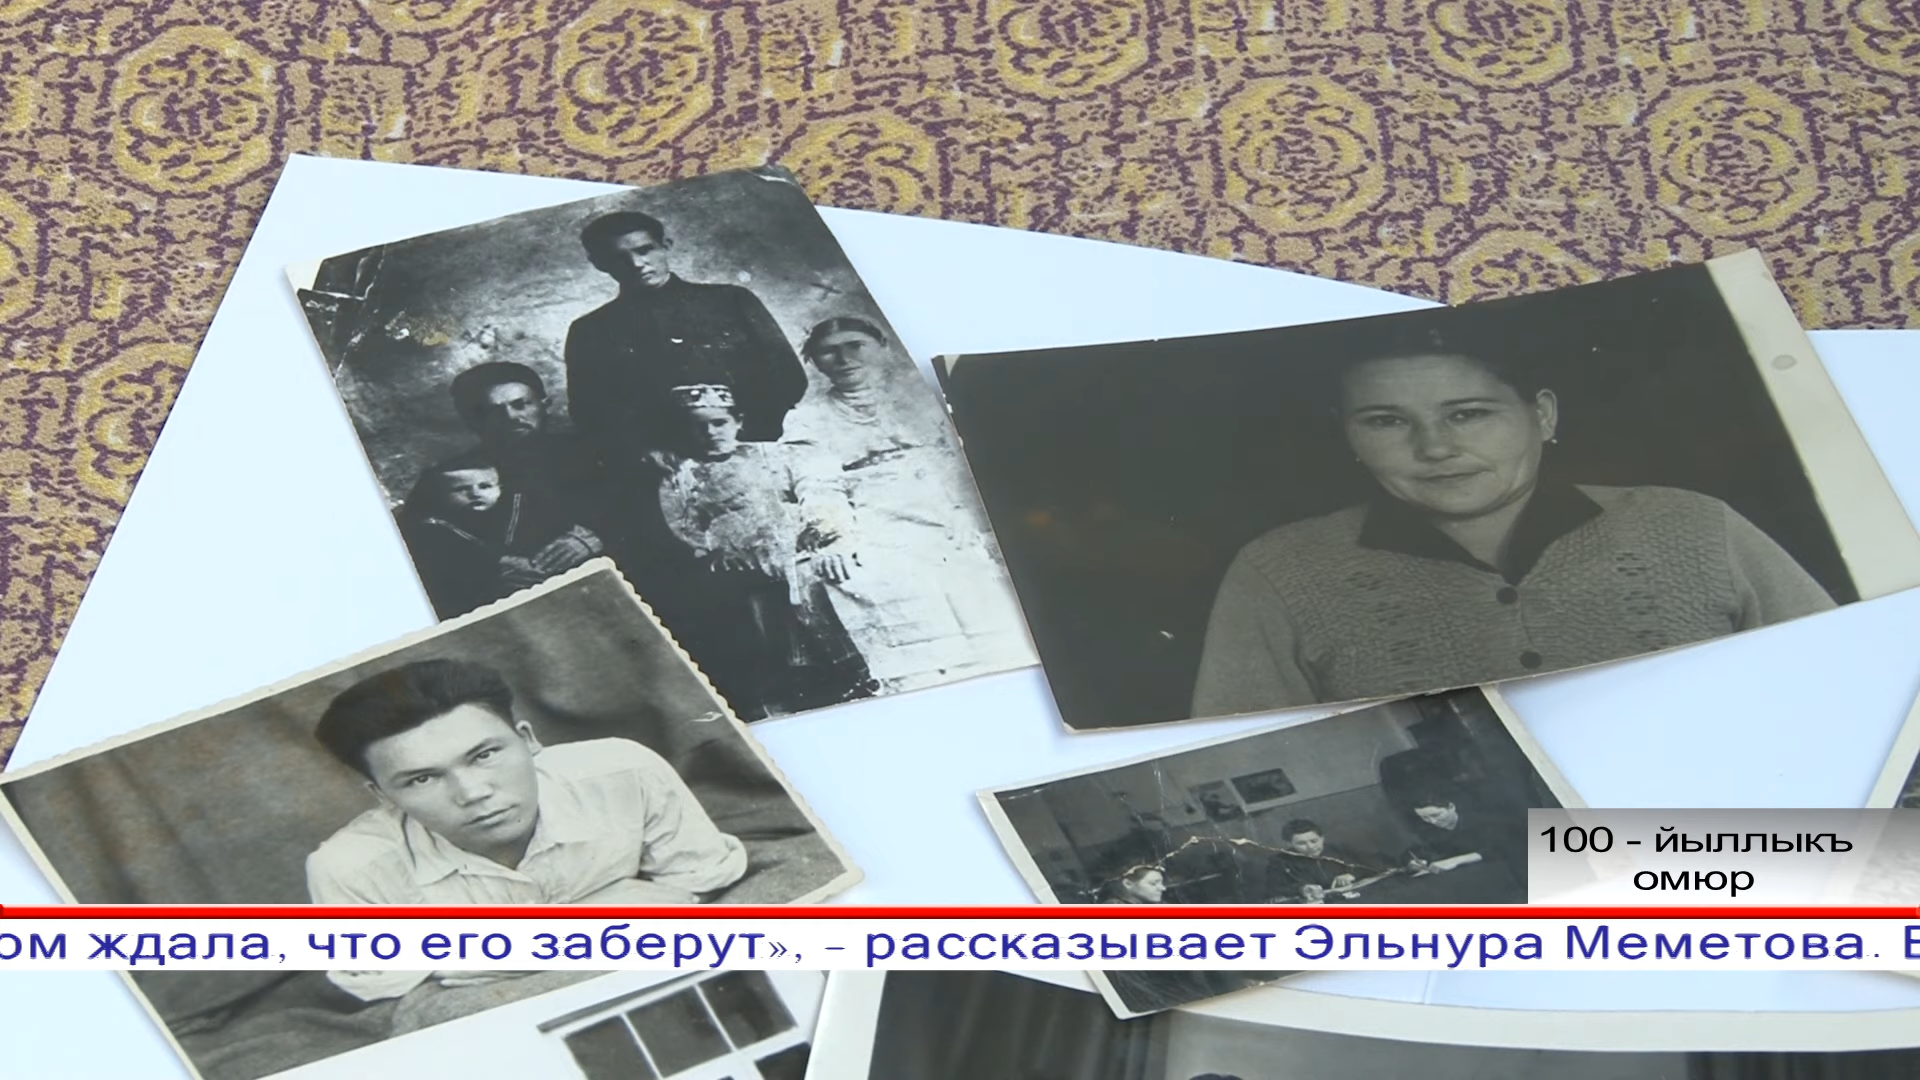 100 - йыллыкъ
омюр
ом ждала, что его заберут», – рассказывает Эльнура Меметова. В